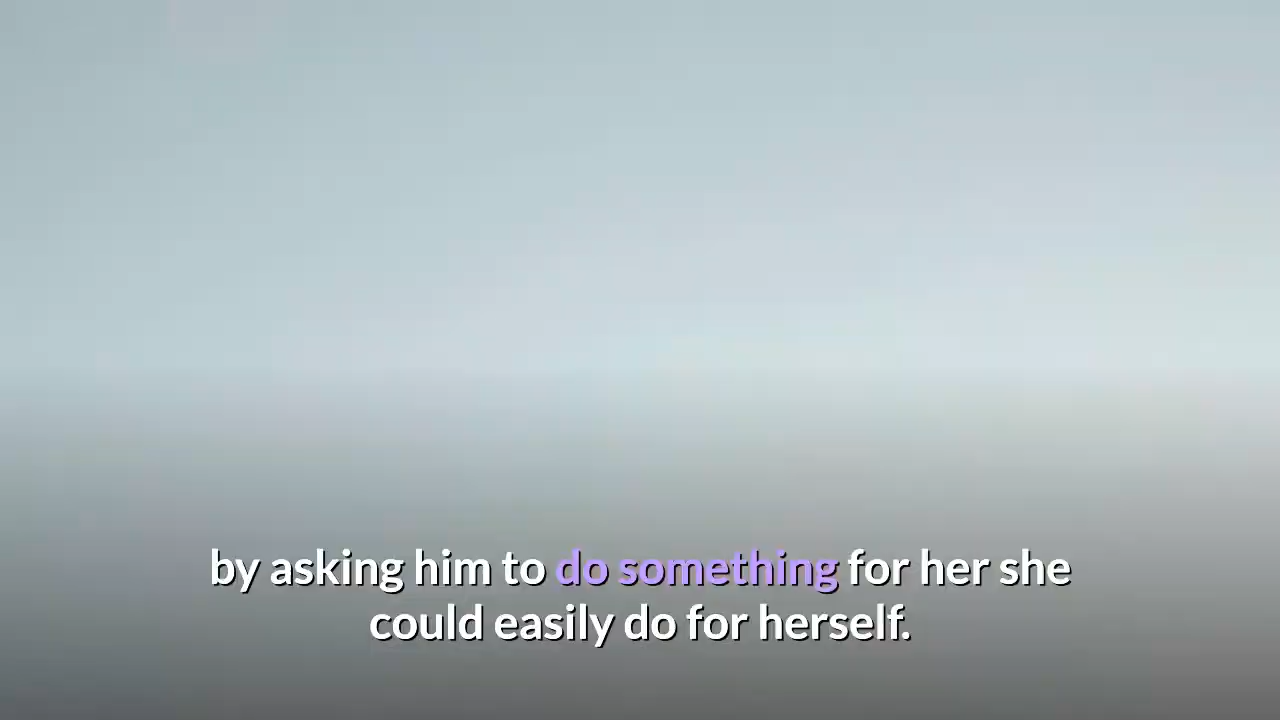 by asking him to do something for her she
could easily do for herself.